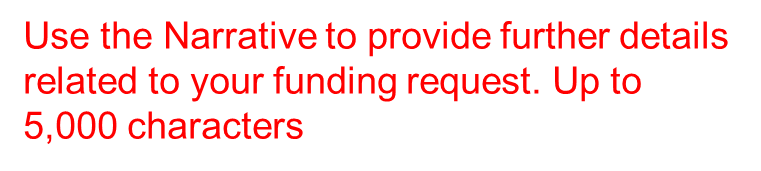 Use the Narrative to provide further details
related to your funding request. Up to
5,000 characters